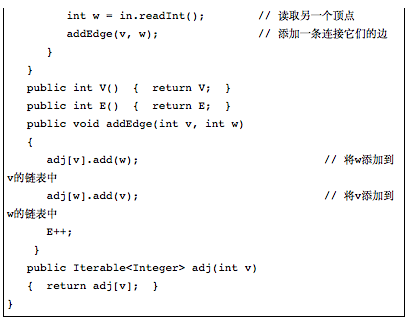 int w = in.readInt();          // 读取另一个顶点
addEdge(v, w);                 // 添加一条连接它们的边
}
}
public int V()  {  return V;  }
public int E()  {  return E;  }
public void addEdge(int v, int w)
{
adj[v].add(w);                           // 将w添加到
v的链表中
adj[w].add(v);                           // 将v添加到
w的链表中
E++;
}
public Iterable<Integer> adj(int v)
{  return adj[v];  }
}